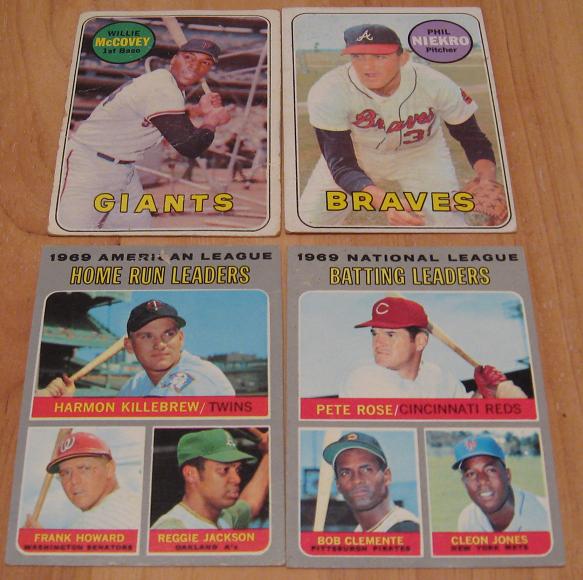 WILLIE
McCOVEY
1st Base
GIANTS
PHIL
NIEKRO
Pitcher
A
Braves
3
BRAVES
1969 AMERICAN LEAGUE
HOME RUN LEADERS
HARMON KILLEBREW/TWINS
W
FRANK HOWARD
WASHINGTON SENATORS
REGGIE JACKSON
OAKLAND A's
1969 NATIONAL LEAGUE
BATTING LEADERS
C
PETE ROSE/CINCINNATI REDS
BOB CLEMENTE
PITTSBURGH PIRATES
CLEON JONES
NEW YORK METS